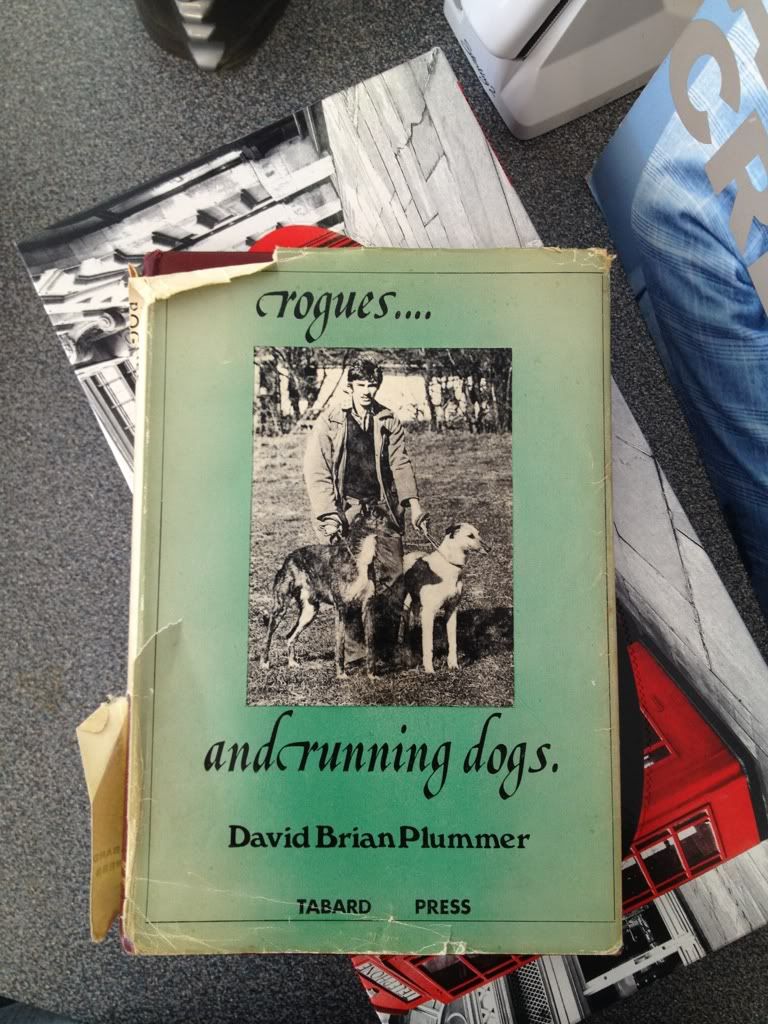 rogues....
and running dogs.
David Brian Plummer
TABARD PRESS